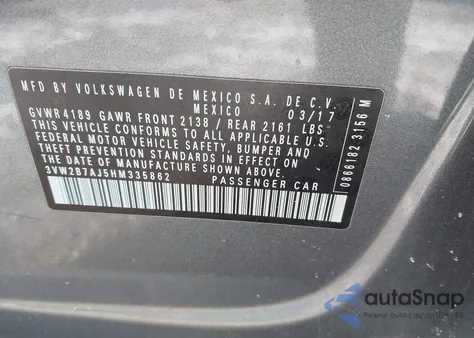 MFD BY VOLKSWAGEN DE MEXICO S.A. DE C.V.
MEXICO 03/17
GVWR 4189 GAWR FRONT 2138 / REAR 2161 LBS
THIS VEHICLE CONFORMS TO ALL APPLICABLE U.S.
FEDERAL MOTOR VEHICLE SAFETY, BUMPER AND
THEFT PREVENTION STANDARDS IN EFFECT ON
THE DATE OF MANUFACTURE SHOWN ABOVE.
3VW2B7AJ5HM335862 PASSENGER CAR
0866182 3156 M
autoSnap